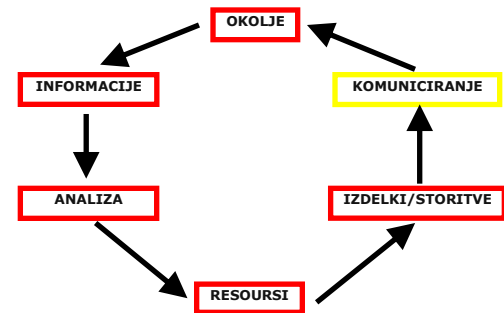 OKOLJE
INFORMACIJE
KOMUNICIRANJE
ANALIZA
IZDELKI/STORITVE
RESOURSI